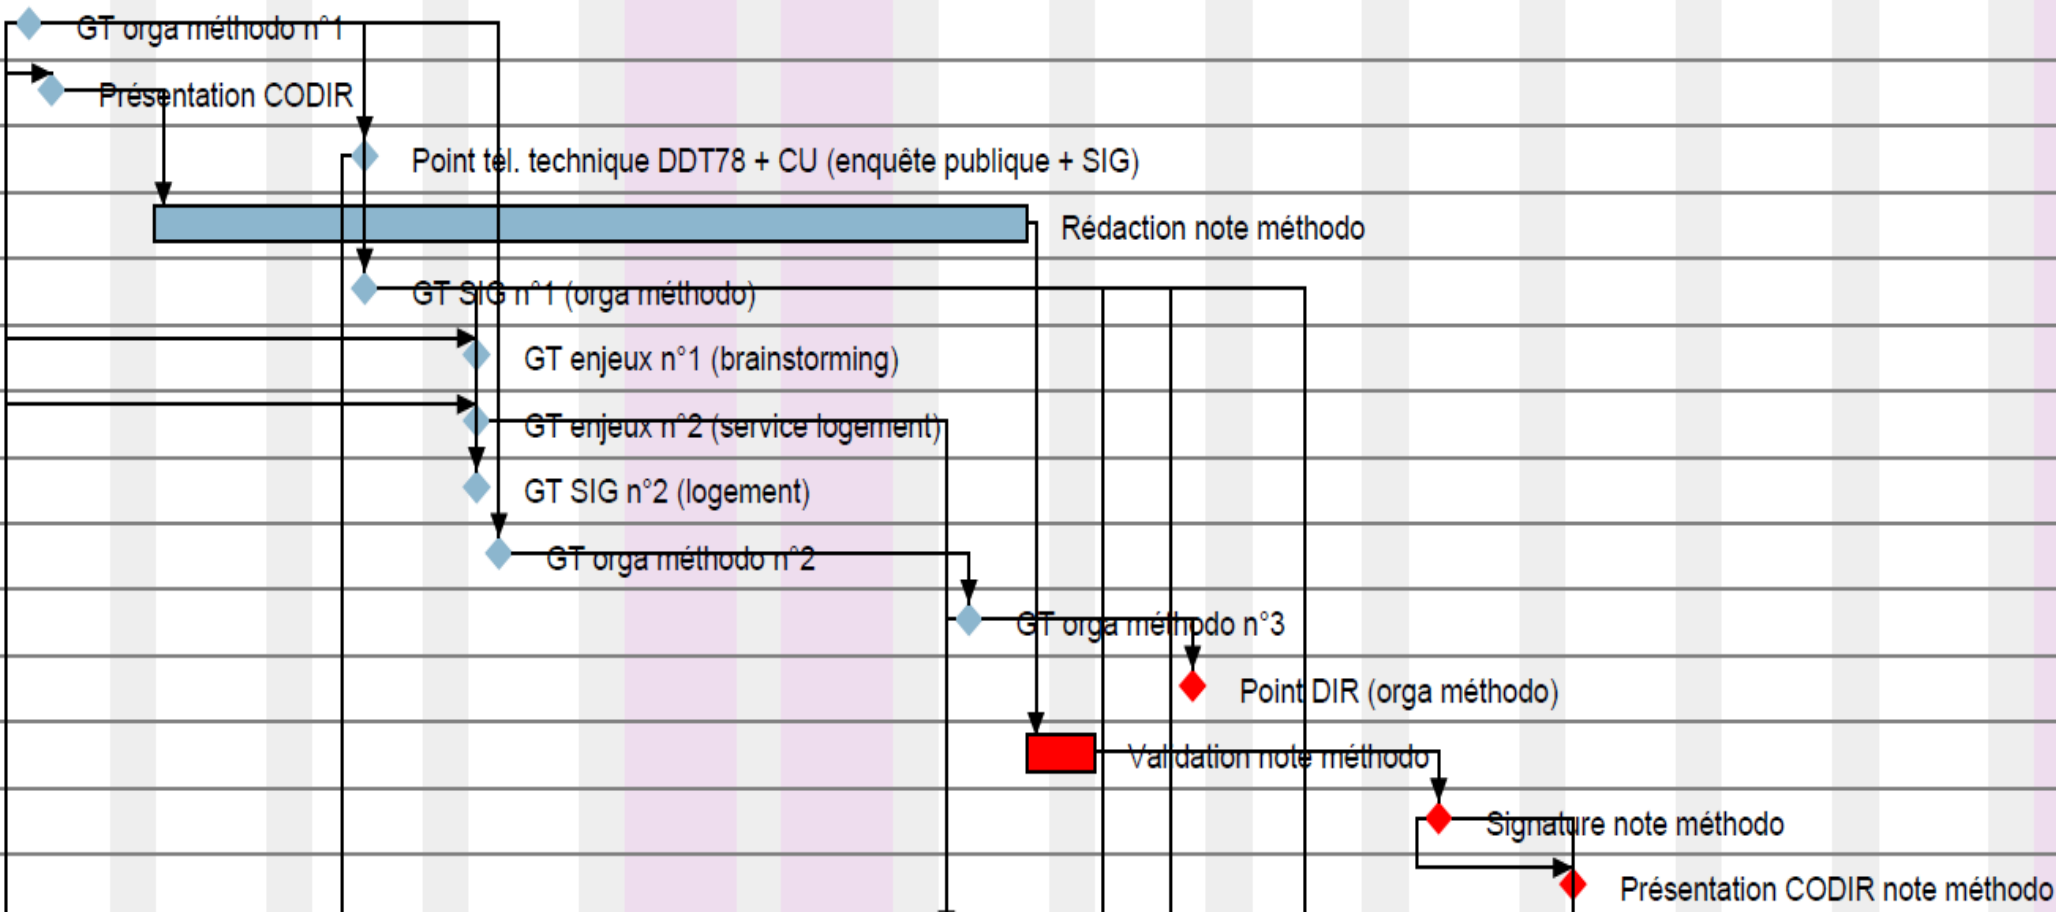 GT orga méthodo n°1
Présentation CODIR
Point tél. technique DDT78 + CU (enquête publique + SIG)
Rédaction note méthodo
GT SIG n°1 (orga méthodo)
GT enjeux n°1 (brainstorming)
GT enjeux n°2 (service logement)
GT SIG n°2 (logement)
GT orga méthodo n°2
GT orga méthodo n°3
Point DIR (orga méthodo)
Validation note méthodo
Signature note méthodo
Présentation CODIR note méthodo